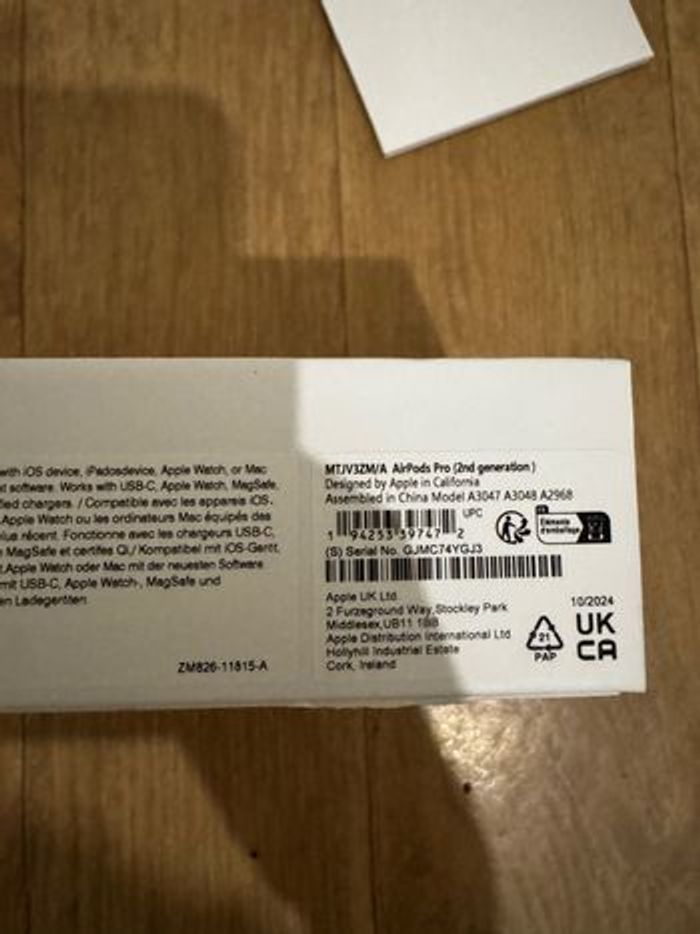 with iOS device, iPadosdevice, Apple Watch, or Mac
software. Works with USB-C, Apple Watch, MagSafe,
chargers. / Compatible avec les appareils iOS.
Apple Watch ou les ordinateurs Mac équipés des
plus récent. Fonctionne avec les chargeurs USB-C,
MagSafe et certifés Qi./ Kompatibel mit iOS-Gerät,
Apple Watch oder Mac mit der neuesten Software
mit USB-C, Apple Watch-, MagSafe und
en Ladegeräten
ZM826-11815-A
MTJV3ZM/A AirPods Pro (2nd generation )
Designed by Apple in California
Assembled in China Model A3047 A3048 A2968
UPC
1 94253 39747 2
FR
Éléments d'emballage
(S) Serial No. GJMC74YGJ3
Apple UK Ltd
2 Furzeground Way,Stockley Park
Middlesex,UB11 1BB
Apple Distribution International Ltd
Hollyhill Industrial Estate
Cork, Ireland
21
PAP
10/2024
UK
CA